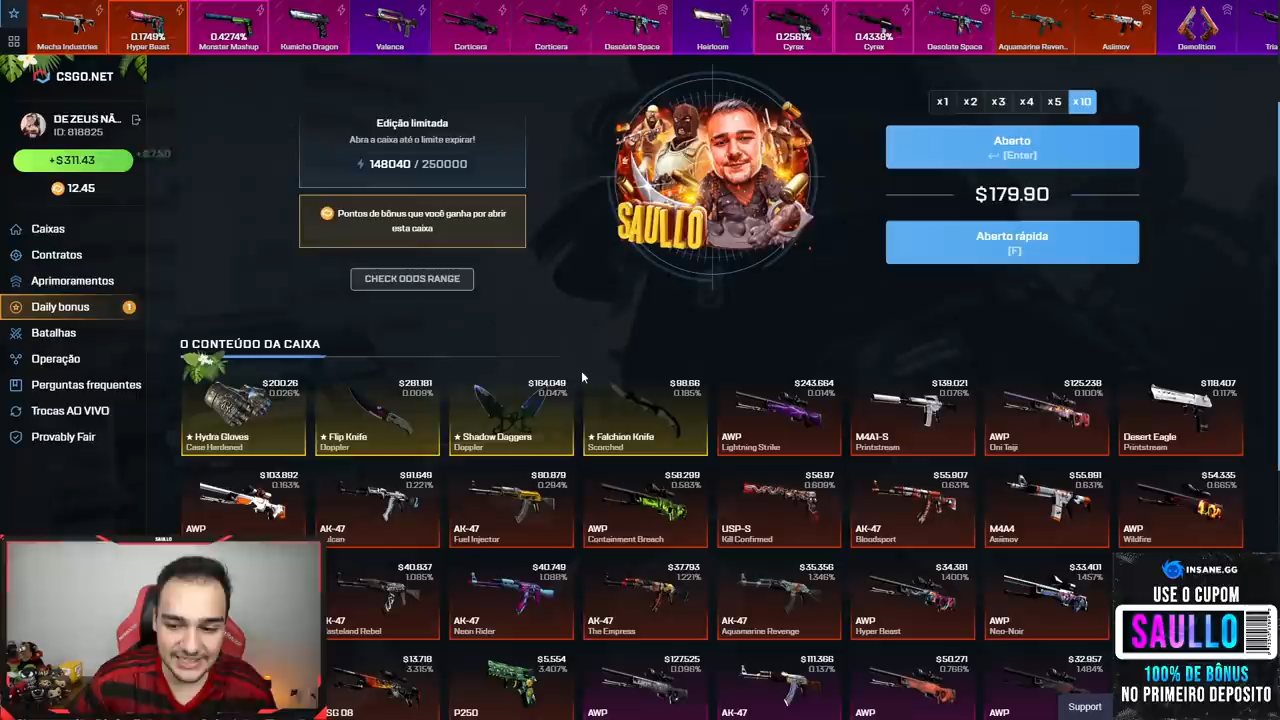 Mecha Industries
0.1749%
Hyper Beast
0.4274%
Monster Mashup
Kumicho Dragon
Valence
Corticera
Corticera
Desolate Space
Heirloom
0.2561%
Cyrex
0.4338%
Cyrex
Desolate Space
Aquamarine Reven...
Asiimov
Demolition
Tria
CSGO.NET
DE ZEUS NÃ...
ID: 818825
+$311.43
+$7.50
12.45
Caixas
Contratos
Aprimoramentos
Daily bonus
1
Batalhas
Operação
Perguntas frequentes
Trocas AO VIVO
Provably Fair
Edição limitada
Abra a caixa até o limite expirar!
148040 / 250000
Pontos de bônus que você ganha por abrir
esta caixa
CHECK ODDS RANGE
SAULLO
x1 x2 x3 x4 x5 x10
Aberto
[Enter]
$179.90
Aberto rápida
[F]
O CONTEÚDO DA CAIXA
$200.26
0.026%
★ Hydra Gloves
Case Hardened
$281.181
0.009%
★ Flip Knife
Doppler
$164.049
0.047%
★ Shadow Daggers
Doppler
$98.66
0.185%
★ Falchion Knife
Scorched
$243.664
0.014%
AWP
Lightning Strike
$139.021
0.076%
M4A1-S
Printstream
$125.238
0.100%
AWP
Oni Taiji
$118.407
0.117%
Desert Eagle
Printstream
$103.892
0.163%
AWP
$91.649
0.221%
AK-47
ulcan
$80.879
0.294%
AK-47
Fuel Injector
$58.299
0.583%
AWP
Containment Breach
$56.97
0.609%
USP-S
Kill Confirmed
$55.907
0.631%
AK-47
Bloodsport
$55.891
0.631%
M4A4
Asiimov
$54.335
0.665%
AWP
Wildfire
$40.837
1.085%
K-47
asteland Rebel
$40.749
1.088%
AK-47
Neon Rider
$37.793
1.221%
AK-47
The Empress
$35.356
1.346%
AK-47
Aquamarine Revenge
$34.381
1.400%
AWP
Hyper Beast
$33.401
1.457%
AWP
Neo-Noir
$13.718
3.315%
SG 08
$5.554
3.407%
P250
$127.525
0.096%
AWP
$111.366
0.137%
AK-47
$50.271
0.766%
AWP
$32.957
1.484%
AWP
Support
SAULLO
INSANE.GG
USE O CUPOM
SAULLO
100% DE BÔNUS
NO PRIMEIRO DEPOSITO